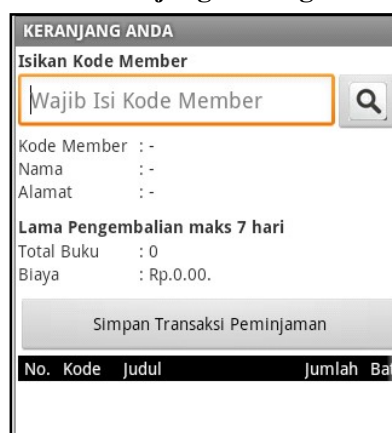 KERANJANG ANDA
Isikan Kode Member
Wajib Isi Kode Member
Kode Member : -
Nama : -
Alamat : -
Lama Pengembalian maks 7 hari
Total Buku : 0
Biaya : Rp.0.00.
Simpan Transaksi Peminjaman
No. Kode Judul Jumlah